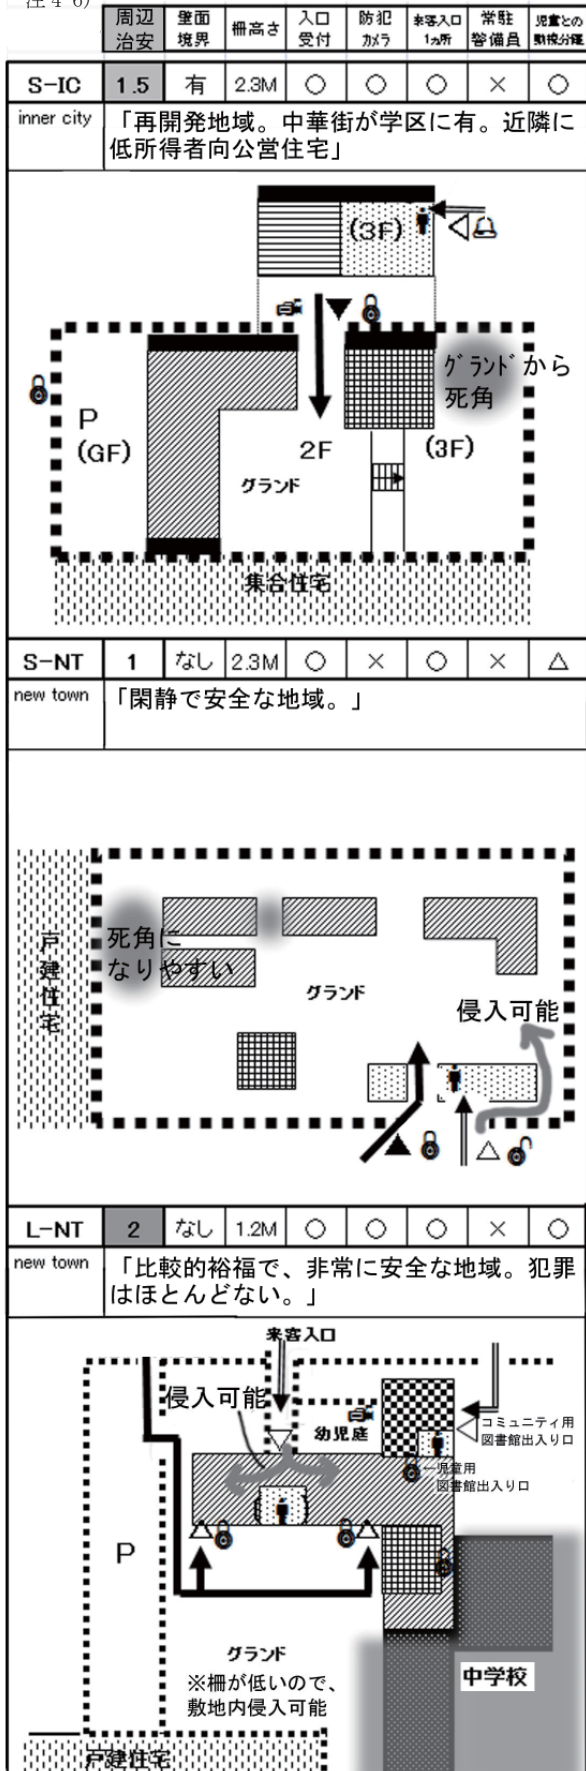 注4-6)
周辺治安 壁面境界 柵高さ 入口受付 防犯カメラ 来客入口1ヵ所 常駐警備員 児童との動線分離
S-IC 1.5 有 2.3M ○ ○ ○ × ○
inner city 「再開発地域。中華街が学区に有。近隣に
低所得者向公営住宅」
(3F)
グランドから
死角
P
(GF)
2F
(3F)
グランド
集合住宅
S-NT 1 なし 2.3M ○ × ○ × △
new town 「閑静で安全な地域。」
死角に
なりやすい
戸建住宅
グランド
侵入可能
L-NT 2 なし 1.2M ○ ○ ○ × ○
new town 「比較的裕福で、非常に安全な地域。犯罪
はほとんどない。」
来客入口
侵入可能
幼児庭
コミュニティ用
図書館出入り口
←児童用
図書館出入り口
P
グランド
※柵が低いので、
敷地内侵入可能
中学校
戸建住宅